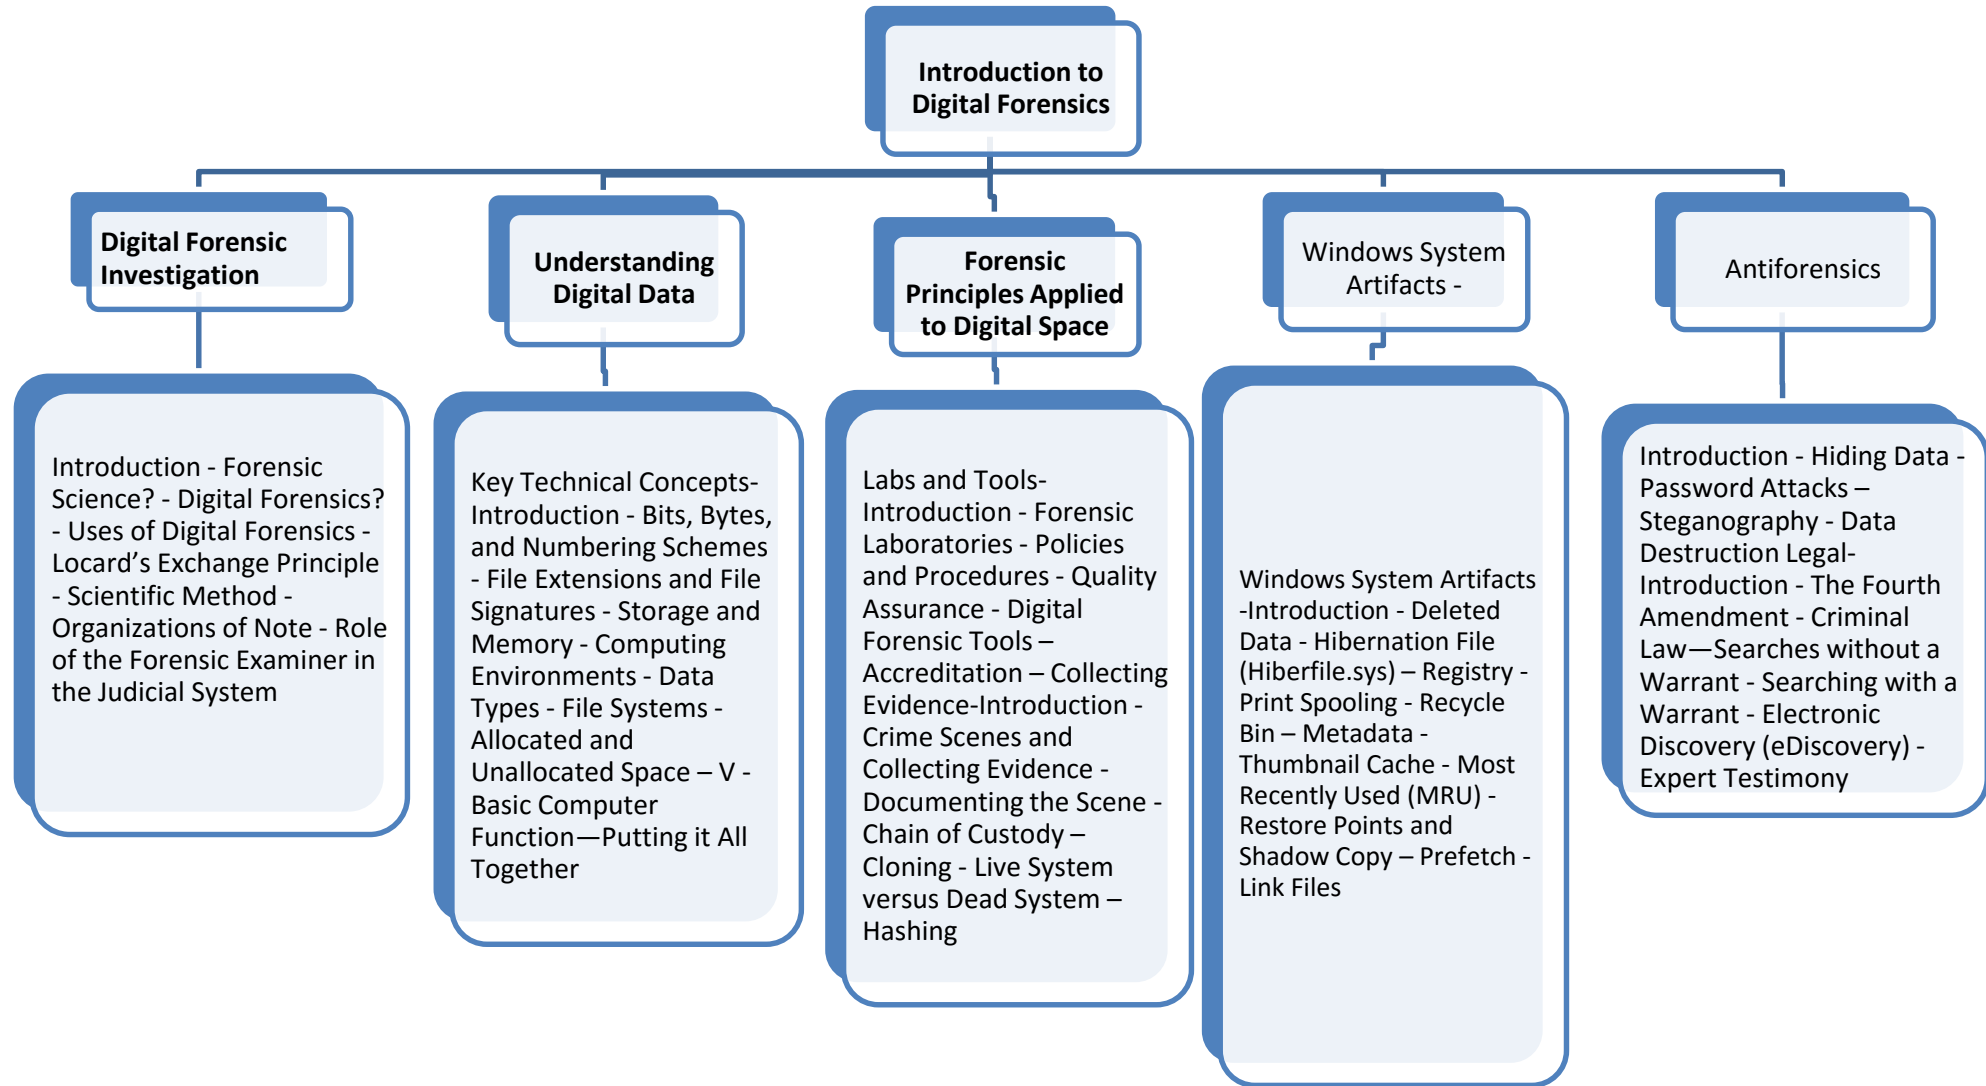 Introduction to
Digital Forensics
Digital Forensic
Investigation
Understanding
Digital Data
Forensic
Principles Applied
to Digital Space
Windows System
Artifacts -
Antiforensics
Introduction - Forensic
Science? - Digital Forensics?
- Uses of Digital Forensics -
Locard’s Exchange Principle
- Scientific Method -
Organizations of Note - Role
of the Forensic Examiner in
the Judicial System
Key Technical Concepts-
Introduction - Bits, Bytes,
and Numbering Schemes
- File Extensions and File
Signatures - Storage and
Memory - Computing
Environments - Data
Types - File Systems -
Allocated and
Unallocated Space – V -
Basic Computer
Function—Putting it All
Together
Labs and Tools-
Introduction - Forensic
Laboratories - Policies
and Procedures - Quality
Assurance - Digital
Forensic Tools –
Accreditation – Collecting
Evidence-Introduction -
Crime Scenes and
Collecting Evidence -
Documenting the Scene -
Chain of Custody –
Cloning - Live System
versus Dead System –
Hashing
Windows System Artifacts
-Introduction - Deleted
Data - Hibernation File
(Hiberfile.sys) – Registry -
Print Spooling - Recycle
Bin – Metadata -
Thumbnail Cache - Most
Recently Used (MRU) -
Restore Points and
Shadow Copy – Prefetch -
Link Files
Introduction - Hiding Data -
Password Attacks –
Steganography - Data
Destruction Legal-
Introduction - The Fourth
Amendment - Criminal
Law—Searches without a
Warrant - Searching with a
Warrant - Electronic
Discovery (eDiscovery) -
Expert Testimony